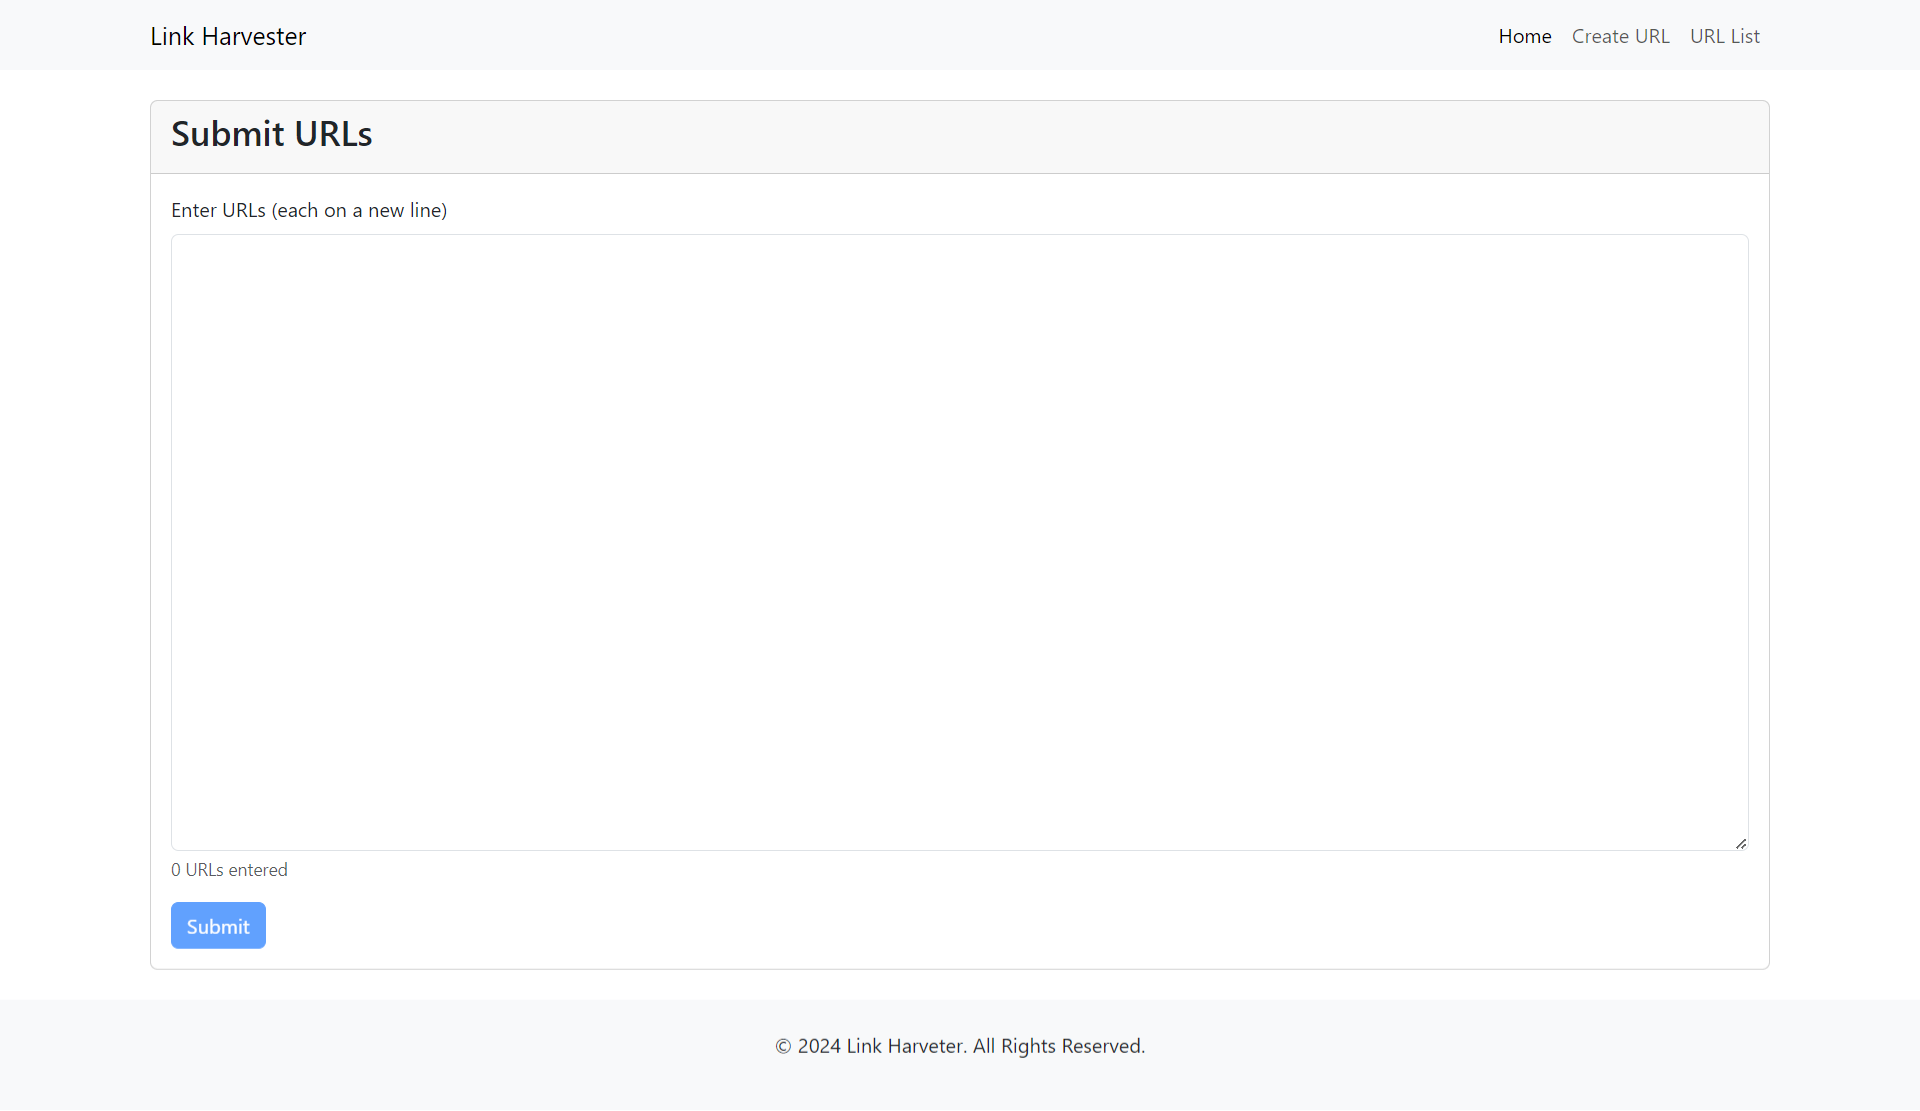 Link Harvester
Home Create URL URL List
Submit URLs
Enter URLs (each on a new line)
0 URLs entered
Submit
© 2024 Link Harveter. All Rights Reserved.